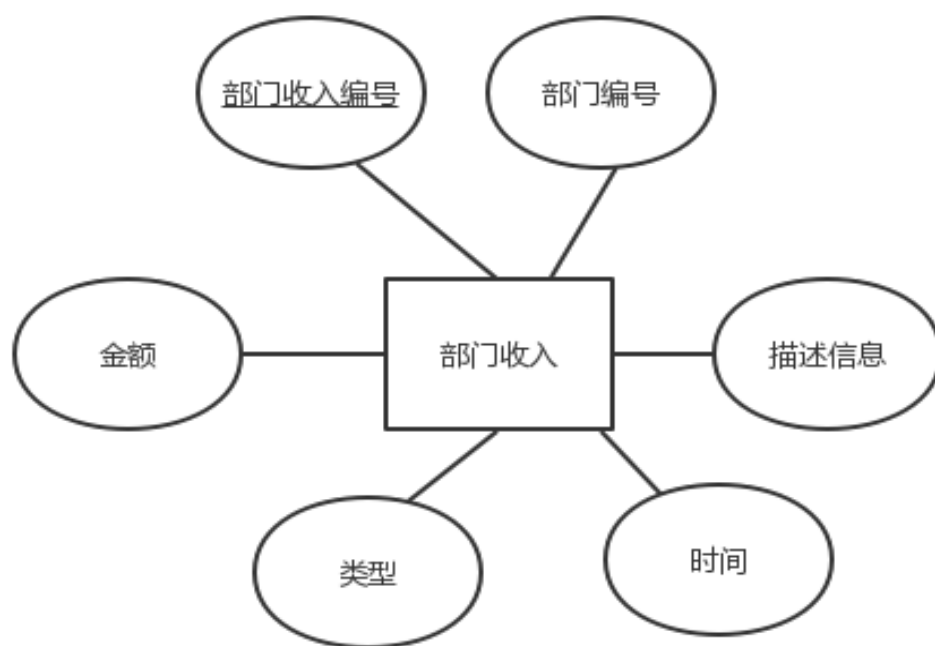 部门收入编号
部门编号
金额
部门收入
描述信息
类型
时间